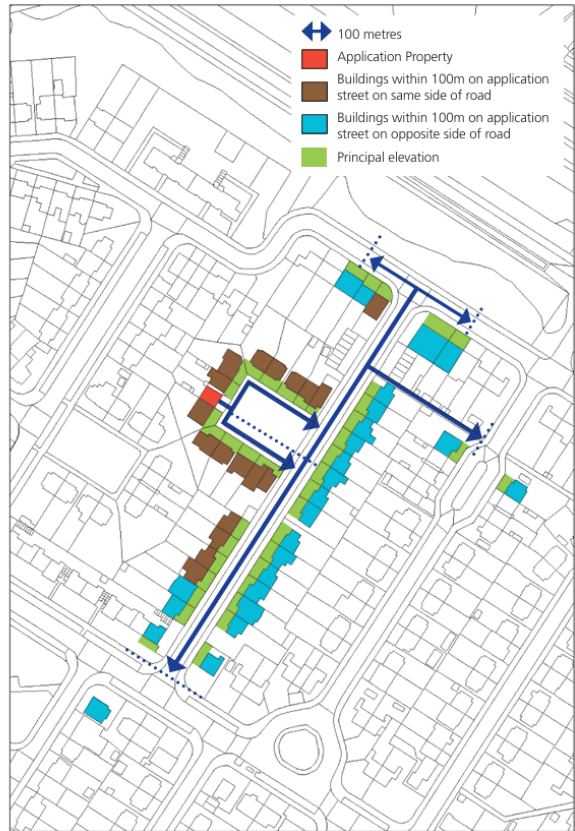 100 metres
Application Property
Buildings within 100m on application
street on same side of road
Buildings within 100m on application
street on opposite side of road
Principal elevation